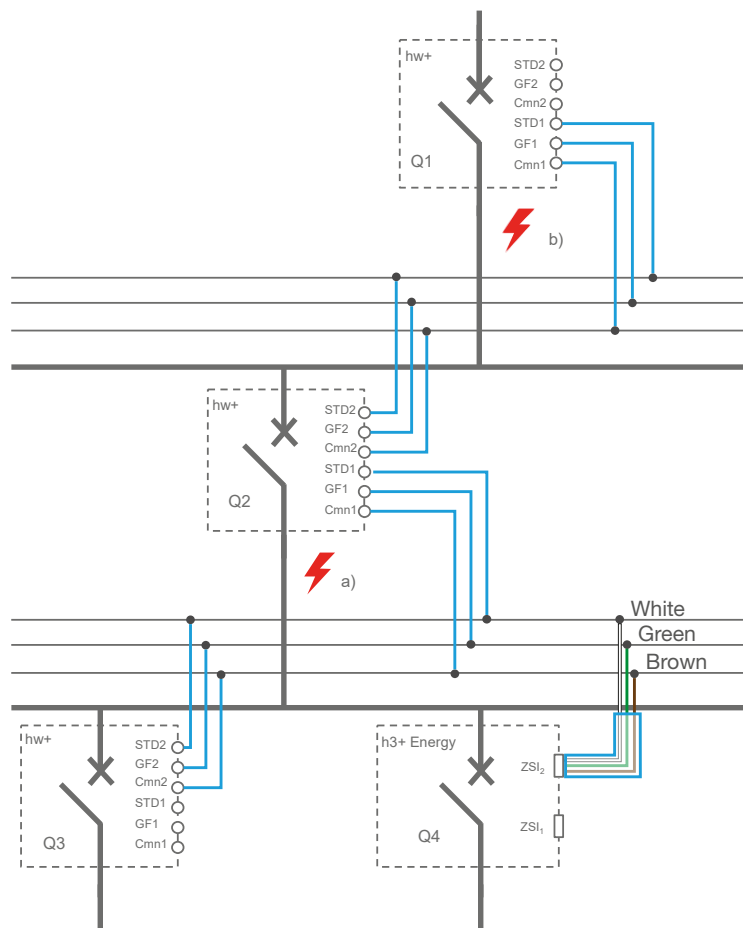 hw+
STD2
GF2
Cmn2
STD1
GF1
Cmn1
Q1
b)
hw+
STD2
GF2
Cmn2
STD1
GF1
Cmn1
Q2
a)
White
Green
Brown
hw+
STD2
GF2
Cmn2
STD1
GF1
Cmn1
Q3
h3+ Energy
ZSI₂
ZSI₁
Q4